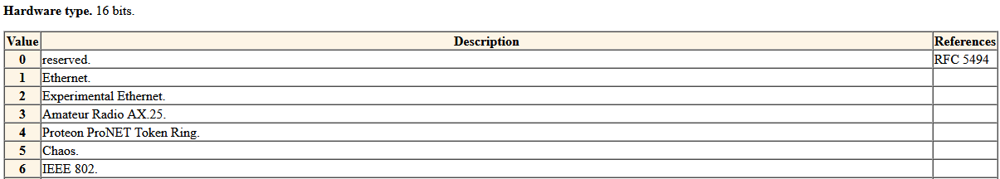 Hardware type. 16 bits.
Value Description References
0 reserved. RFC 5494
1 Ethernet.
2 Experimental Ethernet.
3 Amateur Radio AX.25.
4 Proteon ProNET Token Ring.
5 Chaos.
6 IEEE 802.